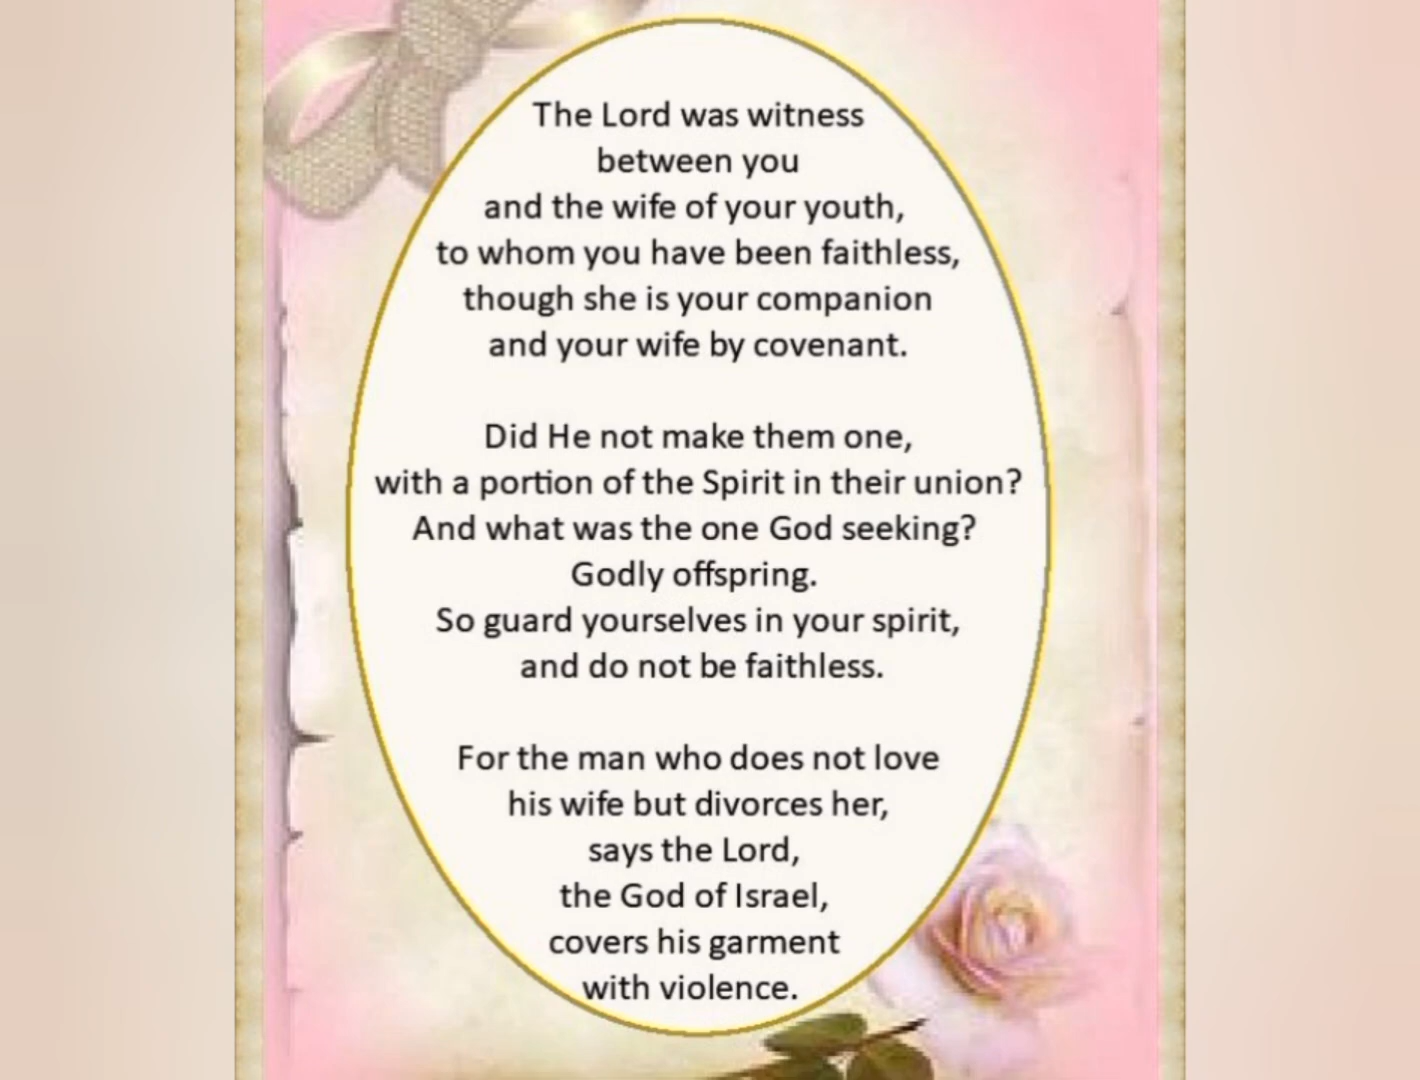 The Lord was witness
between you
and the wife of your youth,
to whom you have been faithless,
though she is your companion
and your wife by covenant.
Did He not make them one,
with a portion of the Spirit in their union?
And what was the one God seeking?
Godly offspring.
So guard yourselves in your spirit,
and do not be faithless.
For the man who does not love
his wife but divorces her,
says the Lord,
the God of Israel,
covers his garment
with violence.